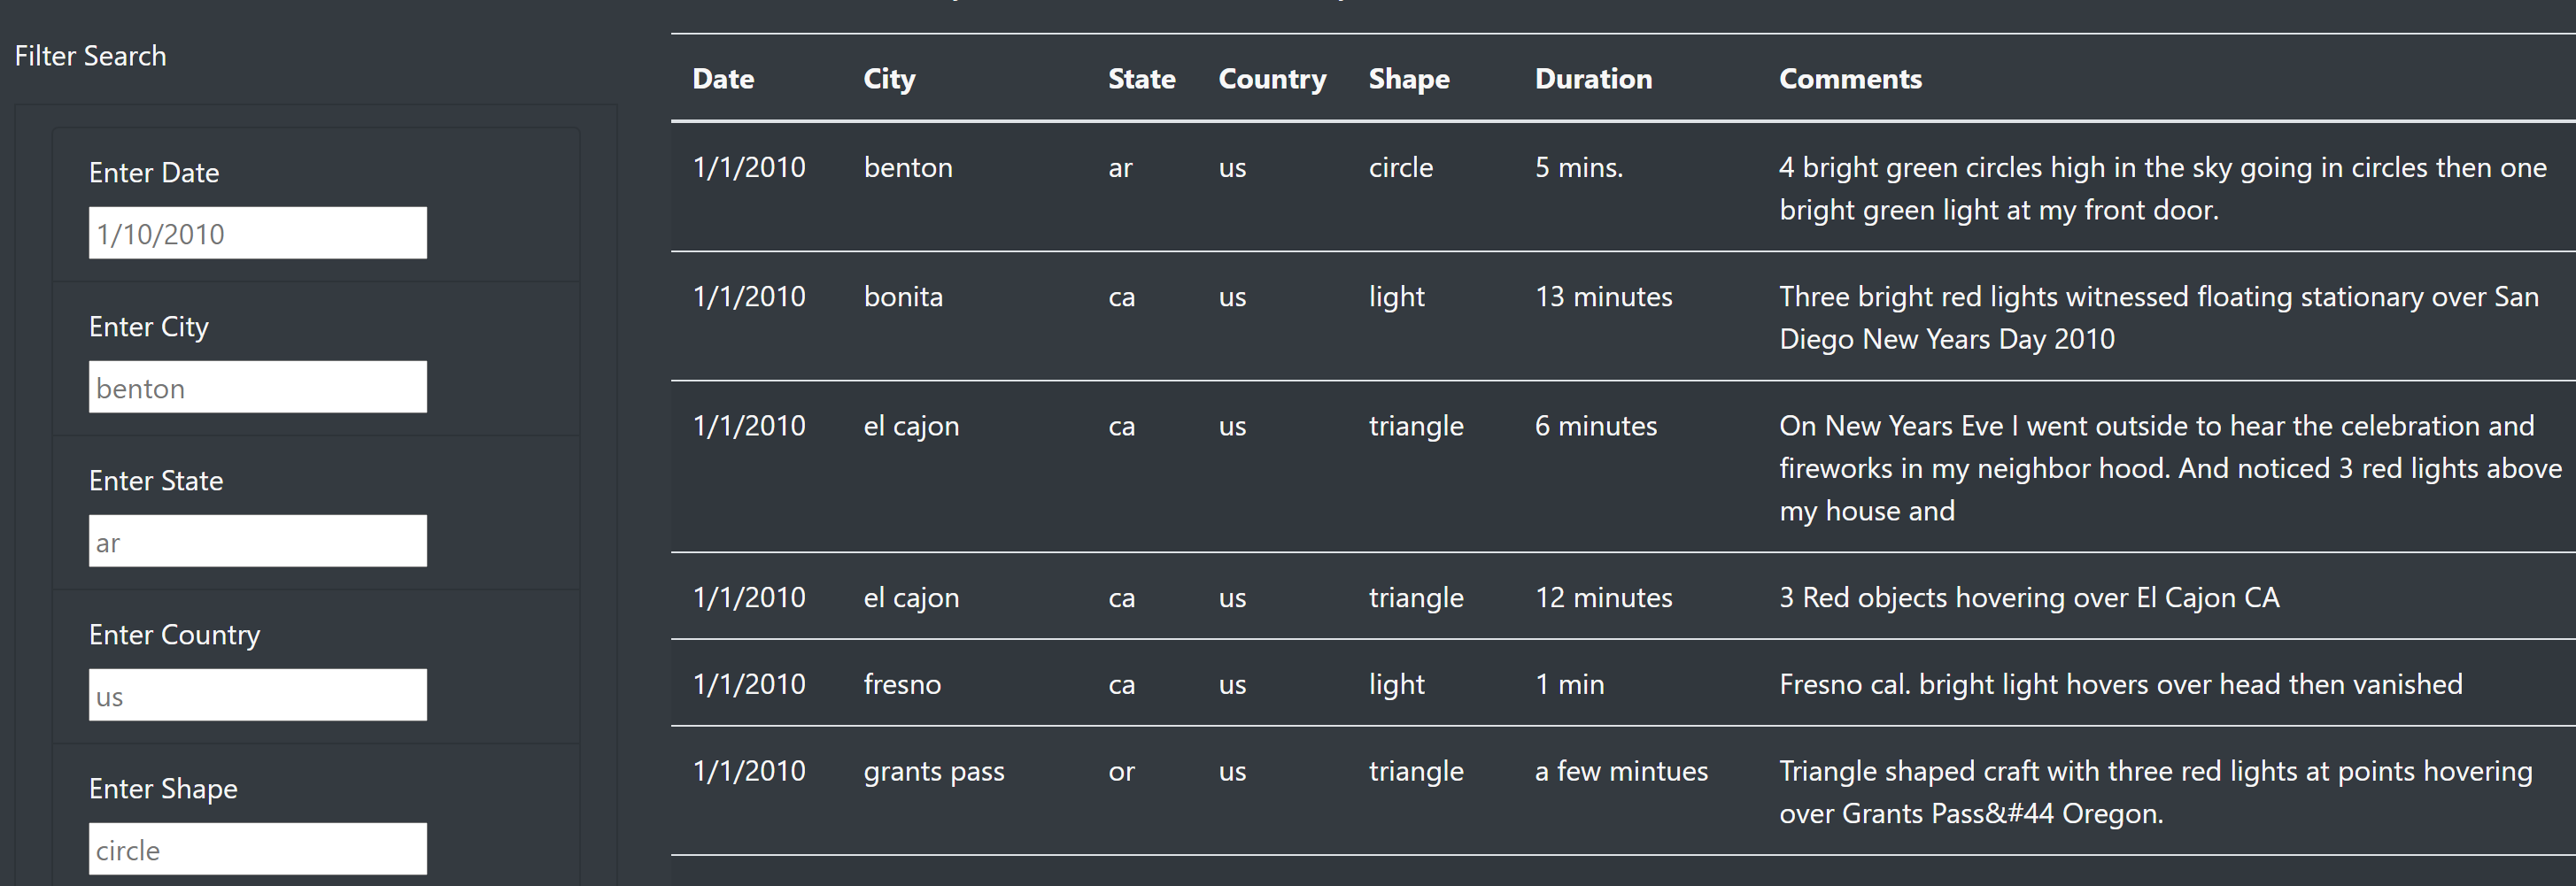 Filter Search
Enter Date
1/10/2010
Enter City
benton
Enter State
ar
Enter Country
us
Enter Shape
circle
Date City State Country Shape Duration Comments
1/1/2010 benton ar us circle 5 mins. 4 bright green circles high in the sky going in circles then one
bright green light at my front door.
1/1/2010 bonita ca us light 13 minutes Three bright red lights witnessed floating stationary over San
Diego New Years Day 2010
1/1/2010 el cajon ca us triangle 6 minutes On New Years Eve I went outside to hear the celebration and
fireworks in my neighbor hood. And noticed 3 red lights above
my house and
1/1/2010 el cajon ca us triangle 12 minutes 3 Red objects hovering over El Cajon CA
1/1/2010 fresno ca us light 1 min Fresno cal. bright light hovers over head then vanished
1/1/2010 grants pass or us triangle a few mintues Triangle shaped craft with three red lights at points hovering
over Grants Pass&#44 Oregon.